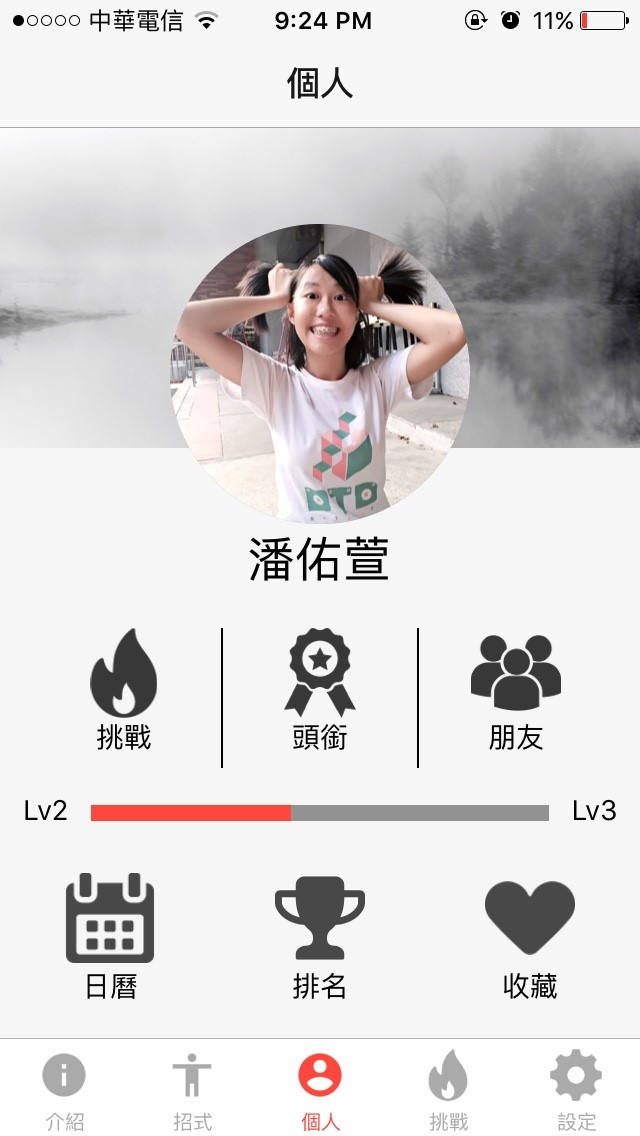 中華電信 9:24 PM 11%
個人
DTD
潘佑萱
挑戰 頭銜 朋友
Lv2 Lv3
日曆 排名 收藏
介紹 招式 個人 挑戰 設定